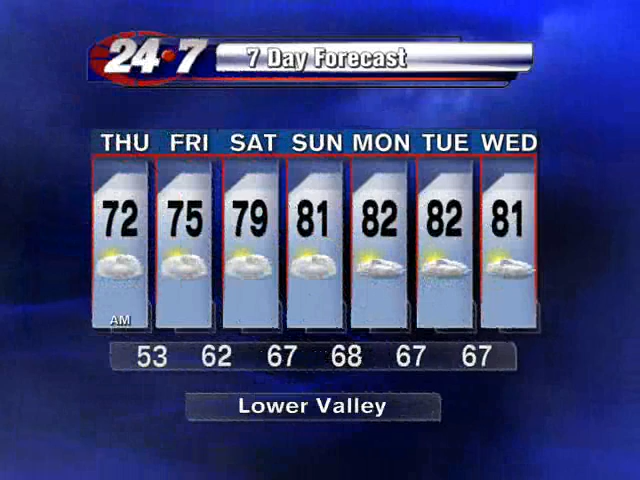 24·7
7 Day Forecast
THU FRI SAT SUN MON TUE WED
72 75 79 81 82 82 81
AM
53 62 67 68 67 67
Lower Valley